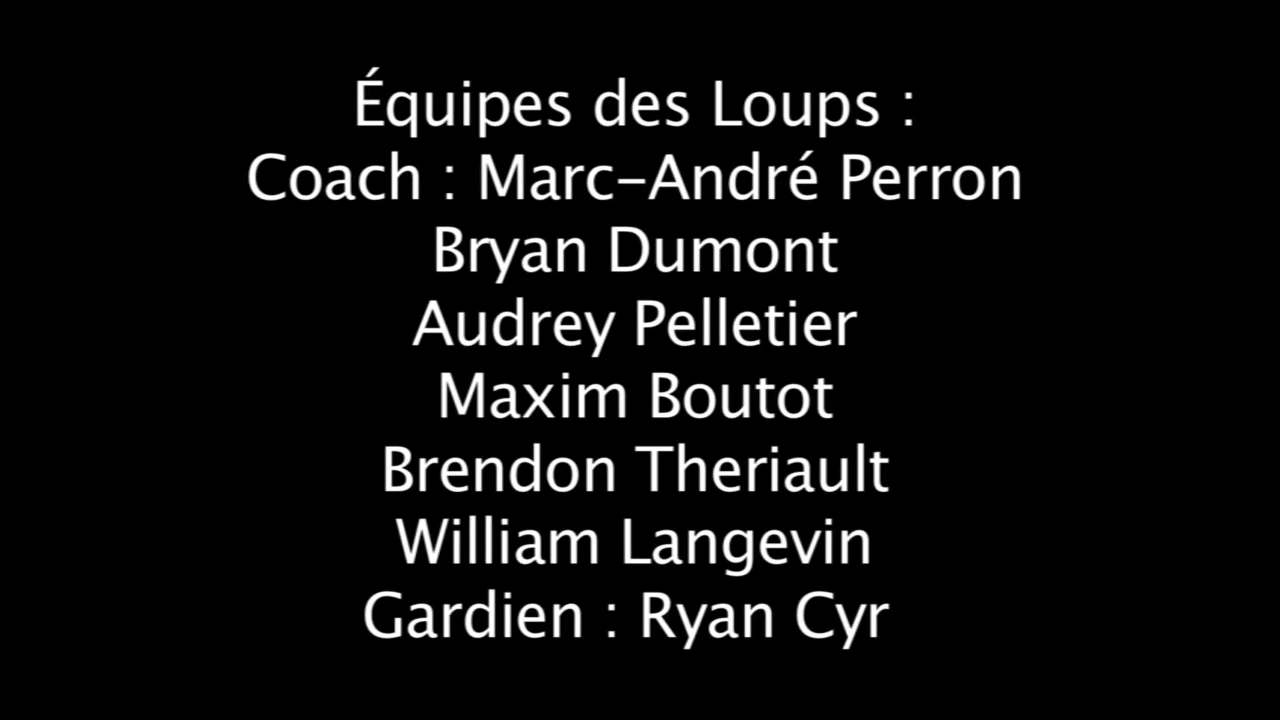 Équipes des Loups :
Coach : Marc-André Perron
Bryan Dumont
Audrey Pelletier
Maxim Boutot
Brendon Theriault
William Langevin
Gardien : Ryan Cyr